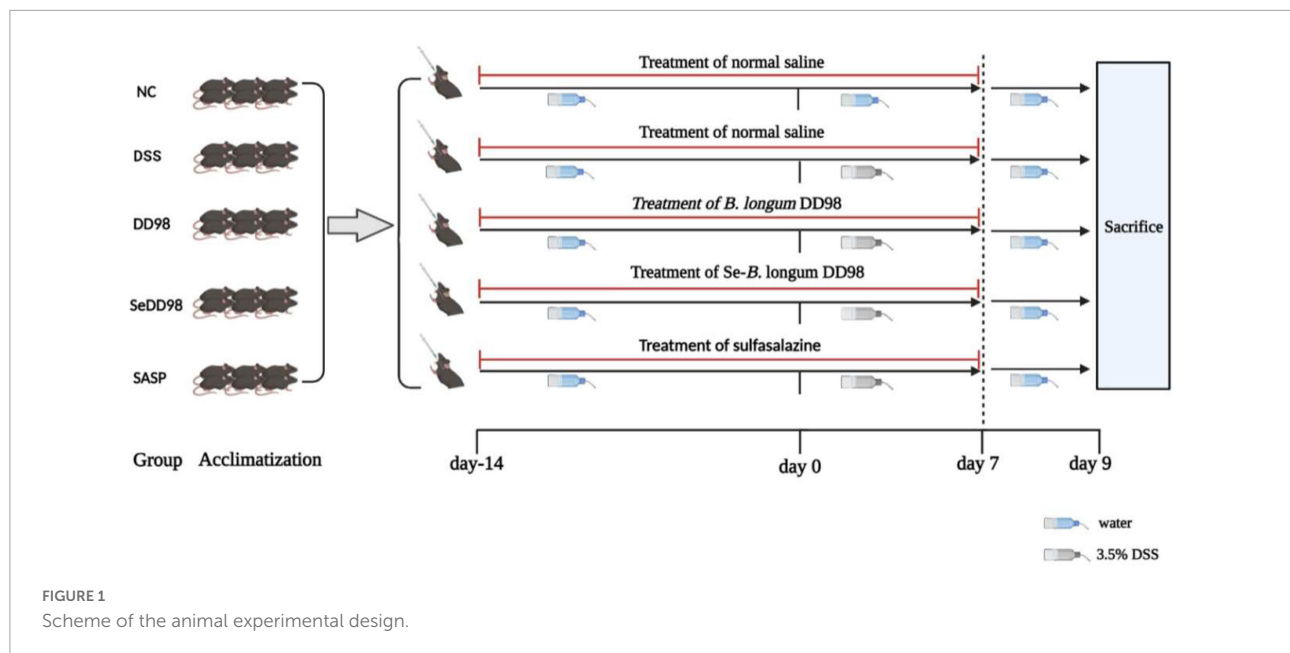 NC
Treatment of normal saline
DSS
Treatment of normal saline
DD98
Treatment of B. longum DD98
SeDD98
Treatment of Se-B. longum DD98
SASP
Treatment of sulfasalazine
Sacrifice
Group Acclimatization
day-14
day 0
day 7
day 9
water
3.5% DSS
FIGURE 1
Scheme of the animal experimental design.